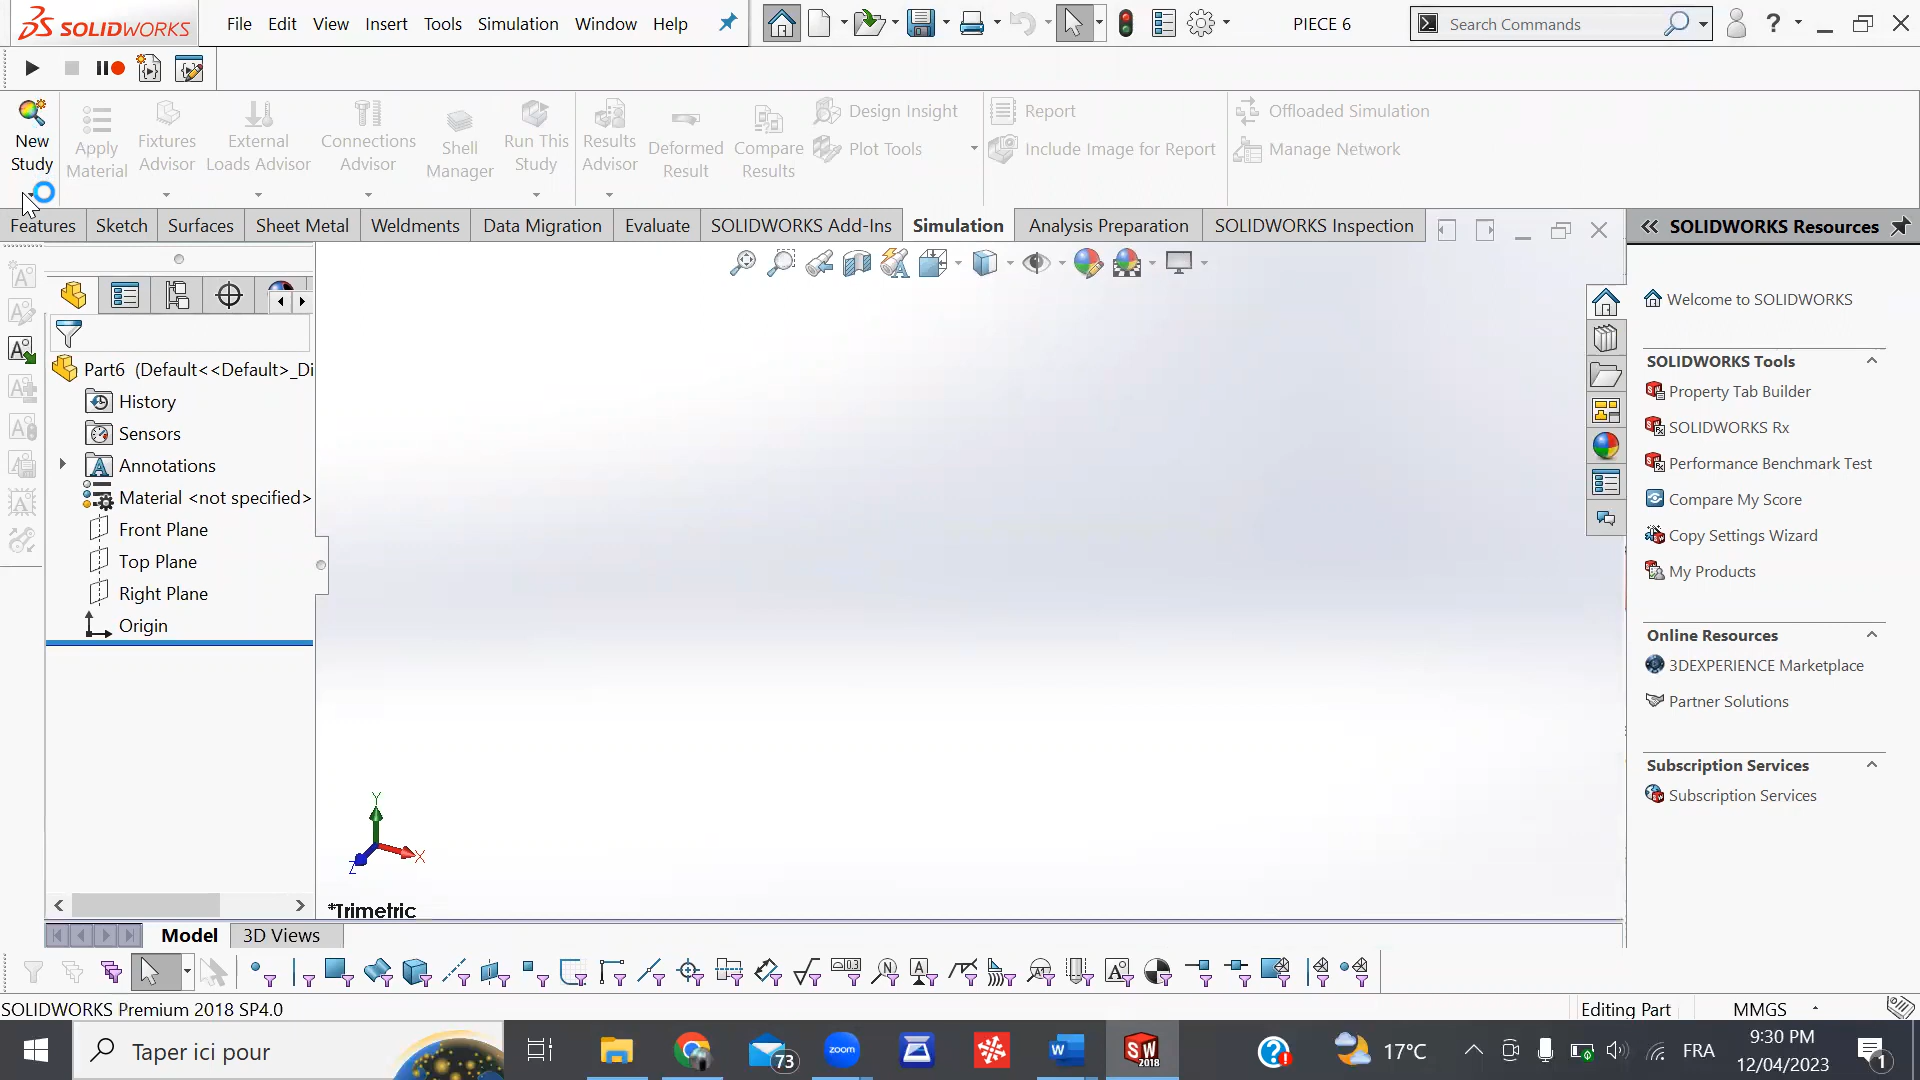 SOLIDWORKS File Edit View Insert Tools Simulation Window Help PIECE 6 Search Commands ?
New Study
Apply Material
Fixtures Advisor
External Loads Advisor
Connections Advisor
Shell Manager
Run This Study
Results Advisor
Deformed Result
Compare Results
Design Insight
Plot Tools
Report
Include Image for Report
Offloaded Simulation
Manage Network
Features Sketch Surfaces Sheet Metal Weldments Data Migration Evaluate SOLIDWORKS Add-Ins Simulation Analysis Preparation SOLIDWORKS Inspection
SOLIDWORKS Resources
Part6 (Default<<Default>_Di
History
Sensors
Annotations
Material <not specified>
Front Plane
Top Plane
Right Plane
Origin
Y
X
Z
*Trimetric
Welcome to SOLIDWORKS
SOLIDWORKS Tools
Property Tab Builder
SOLIDWORKS Rx
Performance Benchmark Test
Compare My Score
Copy Settings Wizard
My Products
Online Resources
3DEXPERIENCE Marketplace
Partner Solutions
Subscription Services
Subscription Services
Model 3D Views
SOLIDWORKS Premium 2018 SP4.0 Editing Part MMGS
Taper ici pour
73
zoom
W
SW 2018
17°C
FRA
9:30 PM
12/04/2023
1